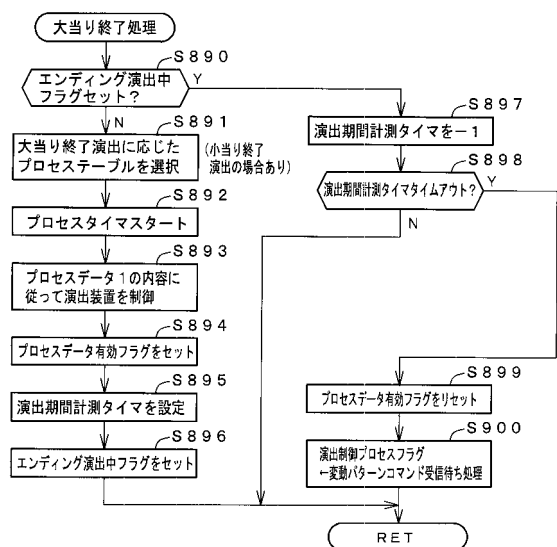 大当り終了処理
S890
エンディング演出中
フラグセット？
Y
N
S891
大当り終了演出に応じた
プロセステーブルを選択
(小当り終了
演出の場合あり)
S892
プロセスタイマスタート
S893
プロセスデータ１の内容に
従って演出装置を制御
S894
プロセスデータ有効フラグをセット
S895
演出期間計測タイマを設定
S896
エンディング演出中フラグをセット
S897
演出期間計測タイマを－１
S898
演出期間計測タイマタイムアウト？
Y
N
S899
プロセスデータ有効フラグをリセット
S900
演出制御プロセスフラグ
←変動パターンコマンド受信待ち処理
RET